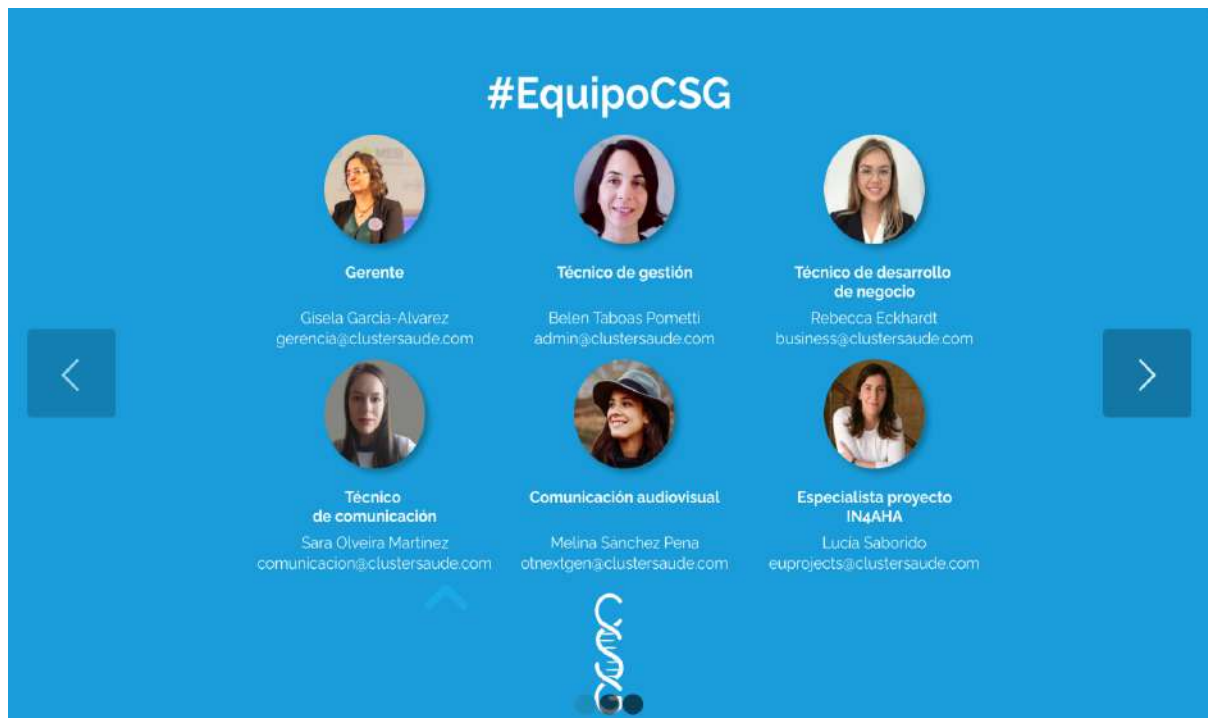 #EquipoCSG
Gerente
Gisela Garcia-Alvarez
gerencia@clustersaude.com
Técnico de gestión
Belen Taboas Pometti
admin@clustersaude.com
Técnico de desarrollo
de negocio
Rebecca Eckhardt
business@clustersaude.com
Técnico
de comunicación
Sara Olveira Martinez
comunicacion@clustersaude.com
Comunicación audiovisual
Melina Sánchez Pena
otnextgen@clustersaude.com
Especialista proyecto
IN4AHA
Lucía Saborido
euprojects@clustersaude.com